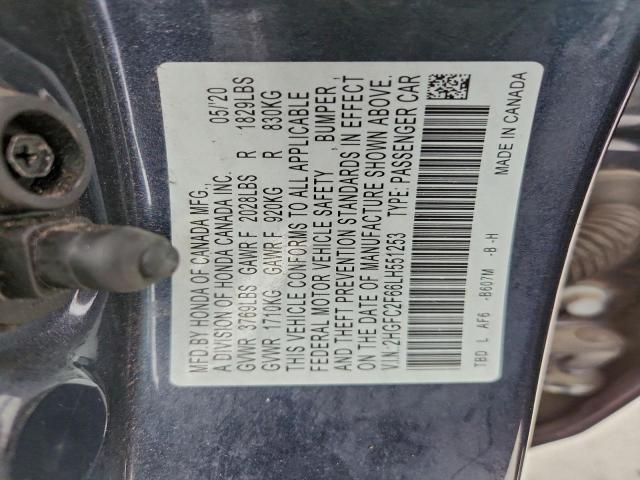 MFD.BY HONDA OF CANADA MFG., 05/'20
A DIVISION OF HONDA CANADA INC.
GVWR 3769LBS GAWR F 2028LBS R 1829LBS
GVWR 1710KG GAWR F 920KG R 830KG
THIS VEHICLE CONFORMS TO ALL APPLICABLE
FEDERAL MOTOR VEHICLE SAFETY , BUMPER ,
AND THEFT PREVENTION STANDARDS IN EFFECT
ON THE DATE OF MANUFACTURE SHOWN ABOVE.
V.I.N.-2HGFC2F66LH551253 TYPE: PASSENGER CAR
TBD L AF6 -B607M -B -H MADE IN CANADA